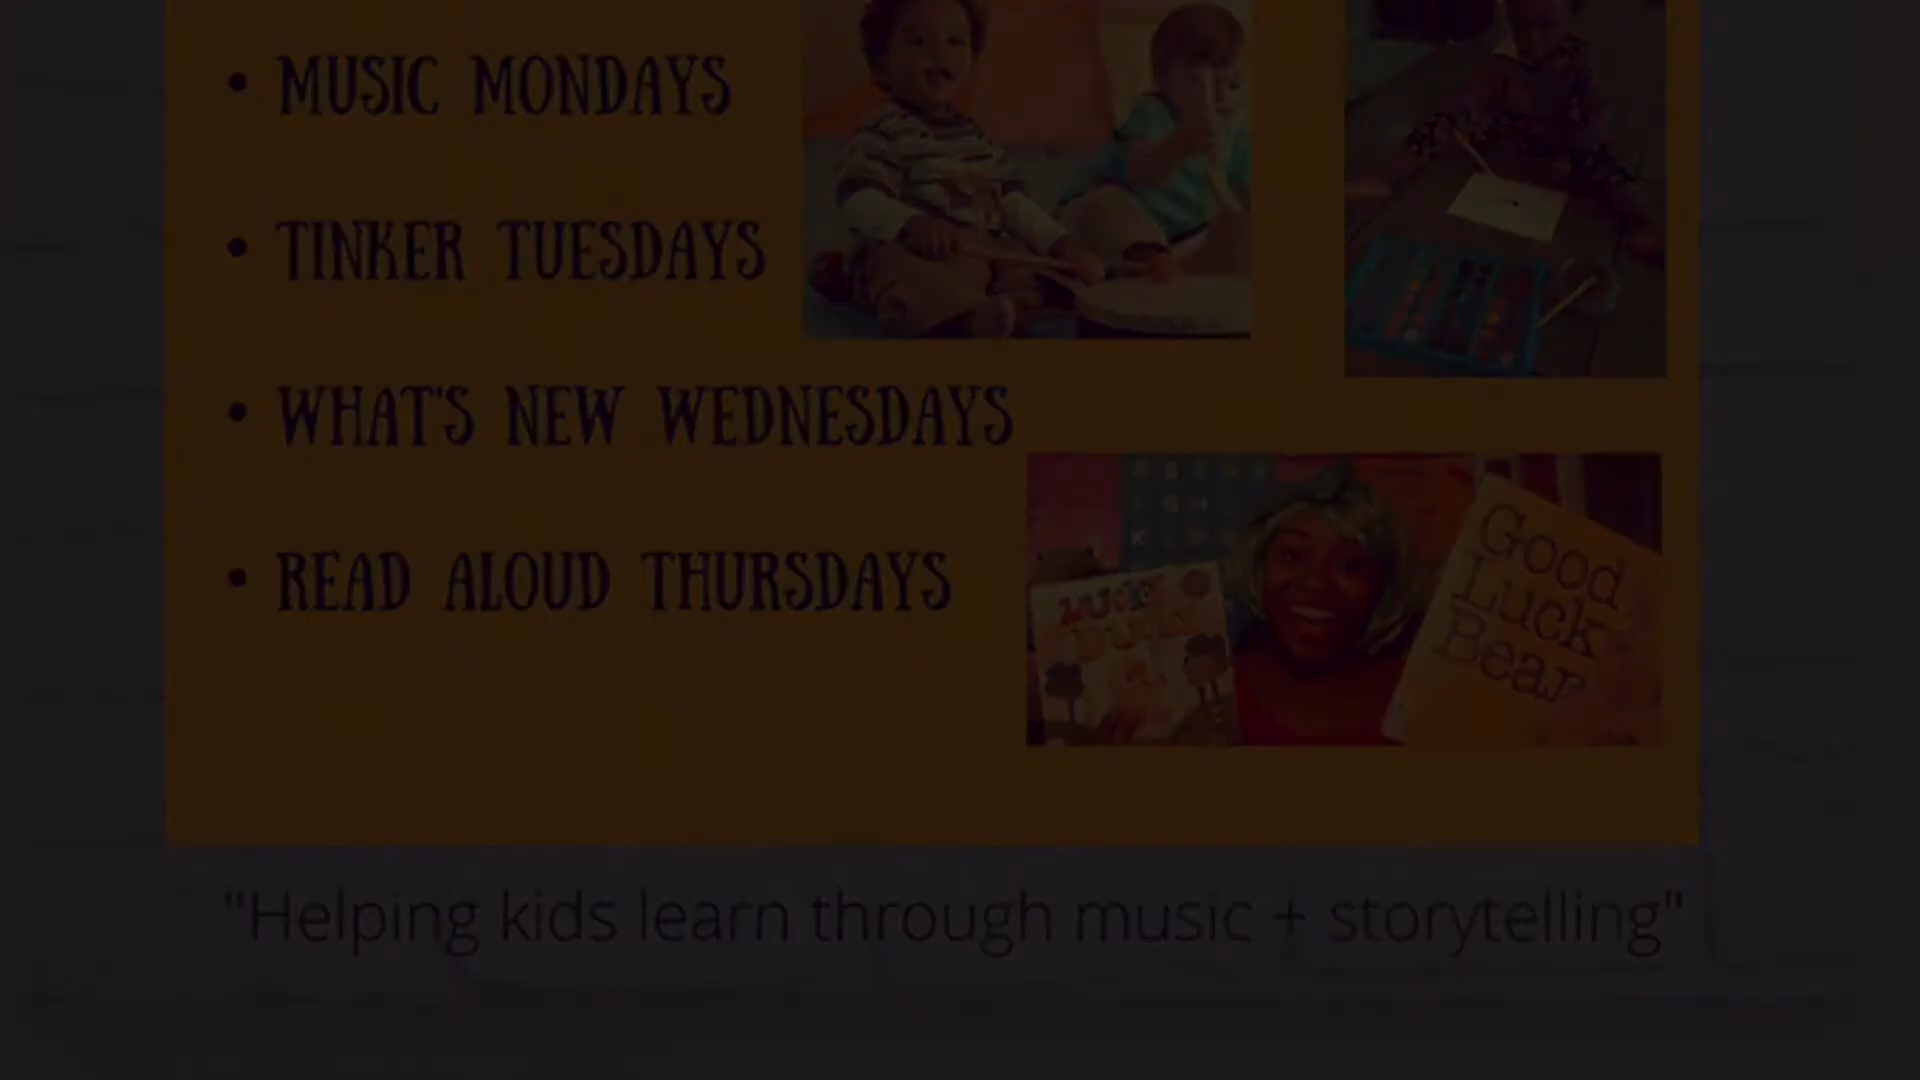 • MUSIC MONDAYS
• TINKER TUESDAYS
• WHAT'S NEW WEDNESDAYS
• READ ALOUD THURSDAYS
Good
Luck
Bear
"Helping kids learn through music + storytelling"